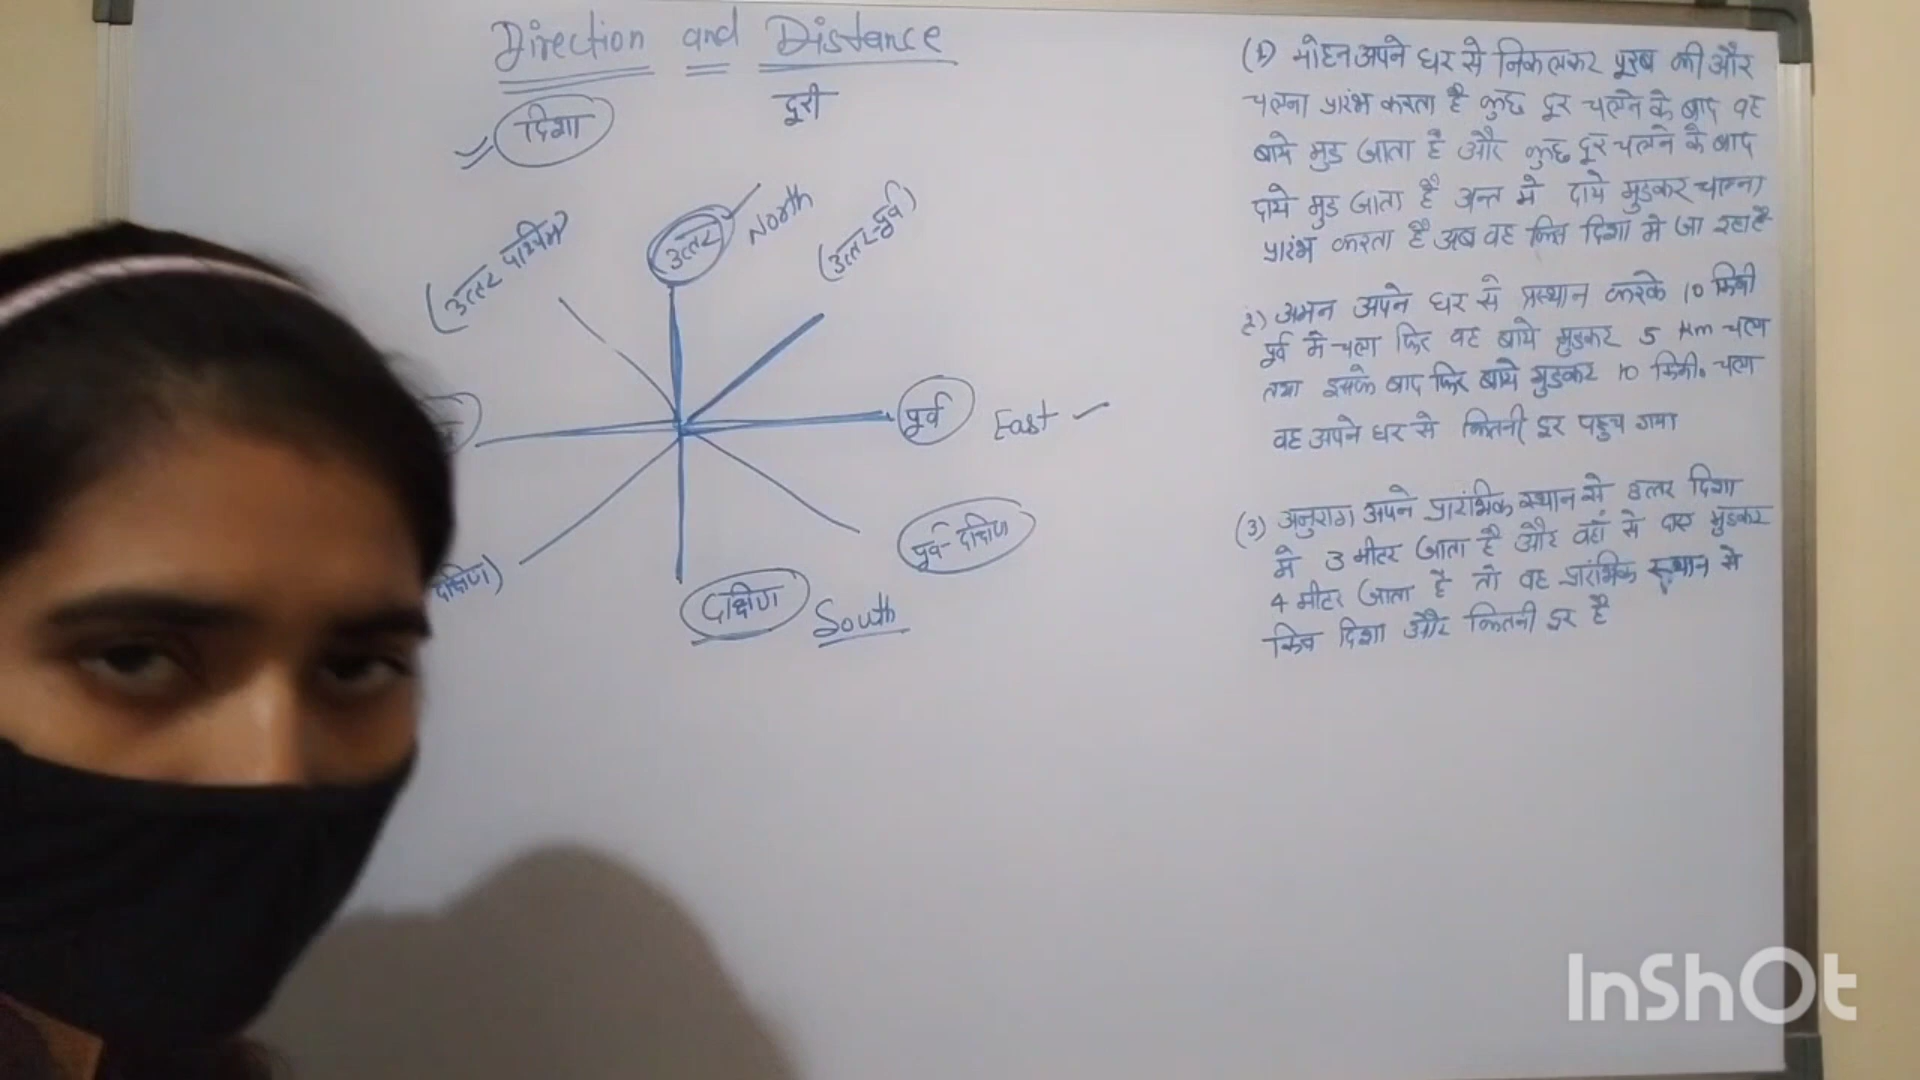 Direction and Distance
दिशा
दूरी
उत्तर
North
(उत्तर-पूर्व)
(उत्तर पश्चिम)
पूर्व
East
पूर्व-दक्षिण
दक्षिण
South
दक्षिण)
(1) मोहन अपने घर से निकलकर पूरब की और
चलना प्रारंभ करता है कुछ दूर चलने के बाद वह
बाये मुड जाता है और कुछ दूर चलने के बाद
दाये मुड जाता है अन्त मे दाये मुडकर चलना
प्रारंभ करता है अब वह किस दिशा मे जा रहा है
2) अमन अपने घर से प्रस्थान करके 10 किमी
पूर्व मे चला फिर वह बाये मुडकर 5 Km चला
तथा इसके बाद फिर बाये मुडकर 10 किमी. चला
वह अपने घर से कितनी दूर पहुच गया
(3) अनुराग अपने प्रारंभिक स्थान से उत्तर दिशा
मे 3 मीटर जाता है और वहाँ से मुडकर
4 मीटर जाता है तो वह प्रारंभिक स्थान से
किस दिशा और कितनी दूर है
InShOt